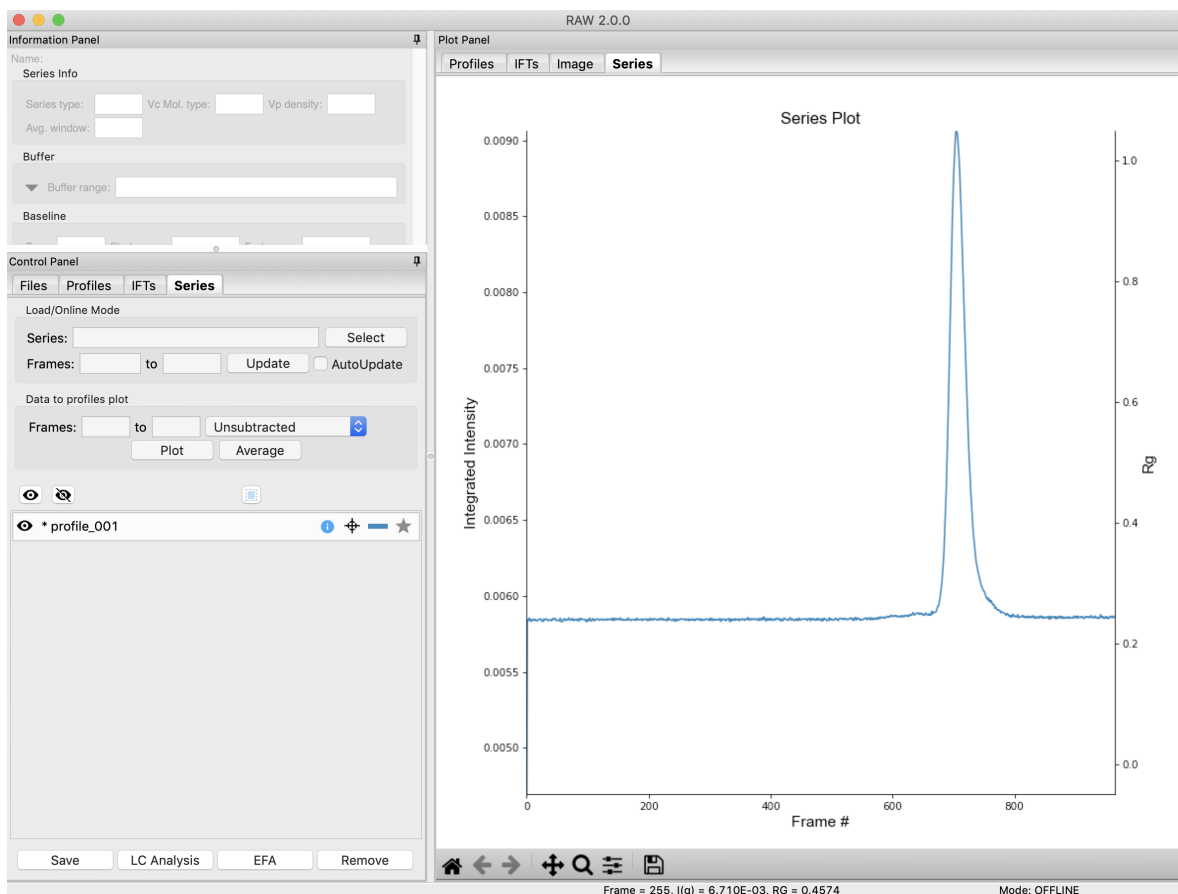 RAW 2.0.0
Information Panel
Name:
Series Info
Series type: Vc Mol. type: Vp density:
Avg. window:
Buffer
Buffer range:
Baseline
Control Panel
Files Profiles IFTs Series
Load/Online Mode
Series: Select
Frames: to Update AutoUpdate
Data to profiles plot
Frames: to Unsubtracted
Plot Average
* profile_001
Save LC Analysis EFA Remove
Plot Panel
Profiles IFTs Image Series
Series Plot
0.0090
0.0085
0.0080
0.0075
0.0070
0.0065
0.0060
0.0055
0.0050
Integrated Intensity
1.0
0.8
0.6
0.4
0.2
0.0
Rg
0 200 400 600 800
Frame #
Frame = 255, I(q) = 6.710E-03, RG = 0.4574
Mode: OFFLINE